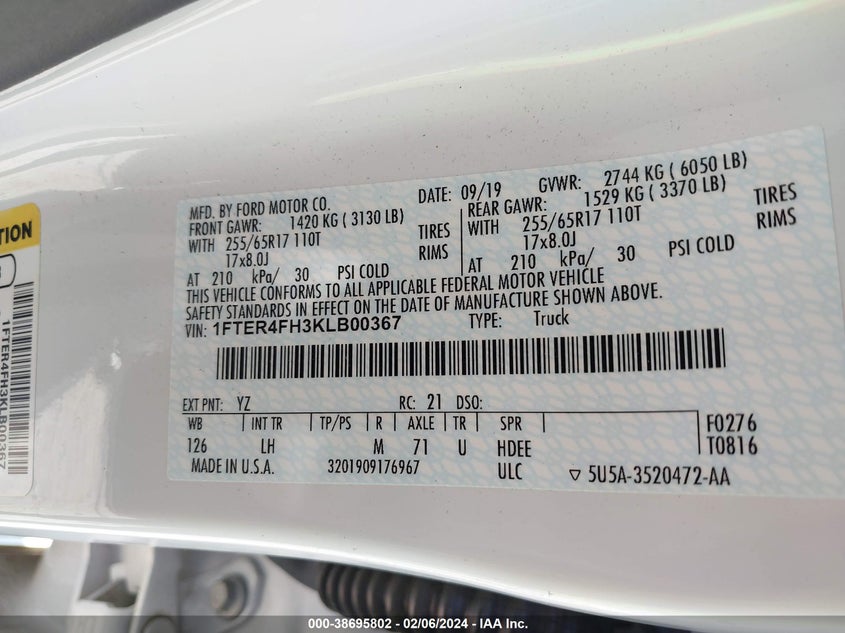 MFD. BY FORD MOTOR CO. DATE: 09/19 GVWR: 2744 KG ( 6050 LB)
FRONT GAWR: 1420 KG ( 3130 LB) REAR GAWR: 1529 KG ( 3370 LB)
WITH 255/65R17 110T TIRES WITH 255/65R17 110T TIRES
17x8.0J RIMS 17x8.0J RIMS
AT 210 kPa/ 30 PSI COLD AT 210 kPa/ 30 PSI COLD
THIS VEHICLE CONFORMS TO ALL APPLICABLE FEDERAL MOTOR VEHICLE
SAFETY STANDARDS IN EFFECT ON THE DATE OF MANUFACTURE SHOWN ABOVE.
VIN: 1FTER4FH3KLB00367 TYPE: Truck
EXT PNT: YZ RC: 21 DSO:
WB INT TR TP/PS R AXLE TR SPR F0276
126 LH M 71 U HDEE T0816
MADE IN U.S.A. 3201909176967 ULC ▽ 5U5A-3520472-AA
1FTER4FH3KLB00367
000-38695802 - 02/06/2024 - IAA Inc.